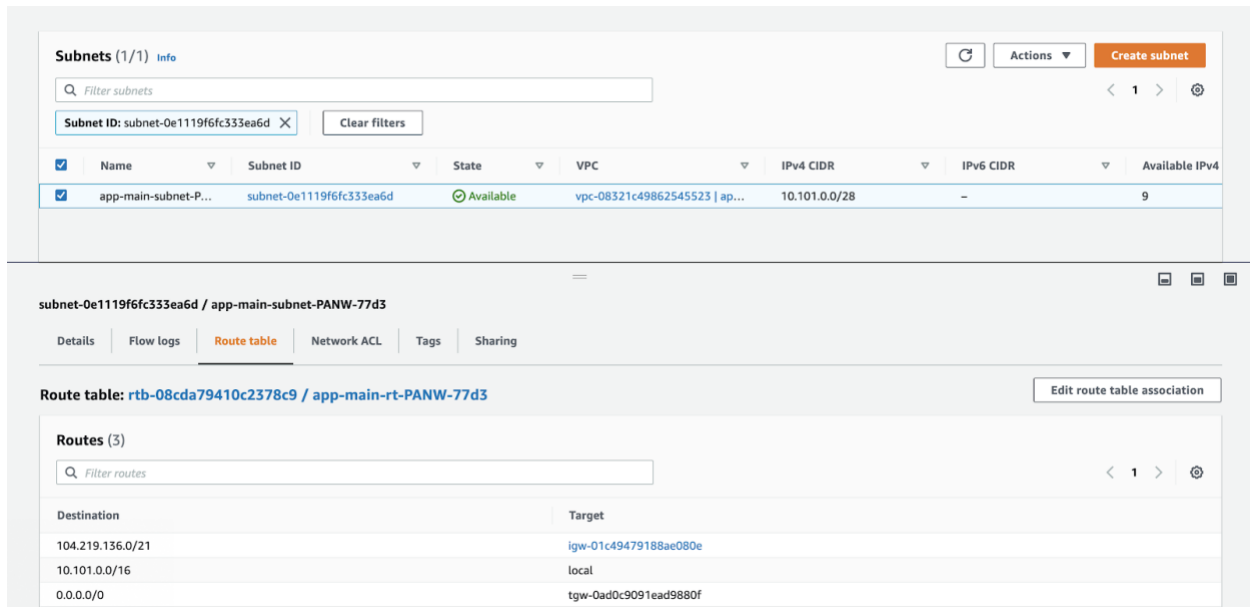 Subnets (1/1) Info
Actions Create subnet
Filter subnets
1
Subnet ID: subnet-0e1119f6fc333ea6d Clear filters
Name Subnet ID State VPC IPv4 CIDR IPv6 CIDR Available IPv4
app-main-subnet-P... subnet-0e1119f6fc333ea6d Available vpc-08321c49862545523 | ap... 10.101.0.0/28 – 9
subnet-0e1119f6fc333ea6d / app-main-subnet-PANW-77d3
Details Flow logs Route table Network ACL Tags Sharing
Route table: rtb-08cda79410c2378c9 / app-main-rt-PANW-77d3 Edit route table association
Routes (3)
Filter routes 1
Destination Target
104.219.136.0/21 igw-01c49479188ae080e
10.101.0.0/16 local
0.0.0.0/0 tgw-0ad0c9091ead9880f